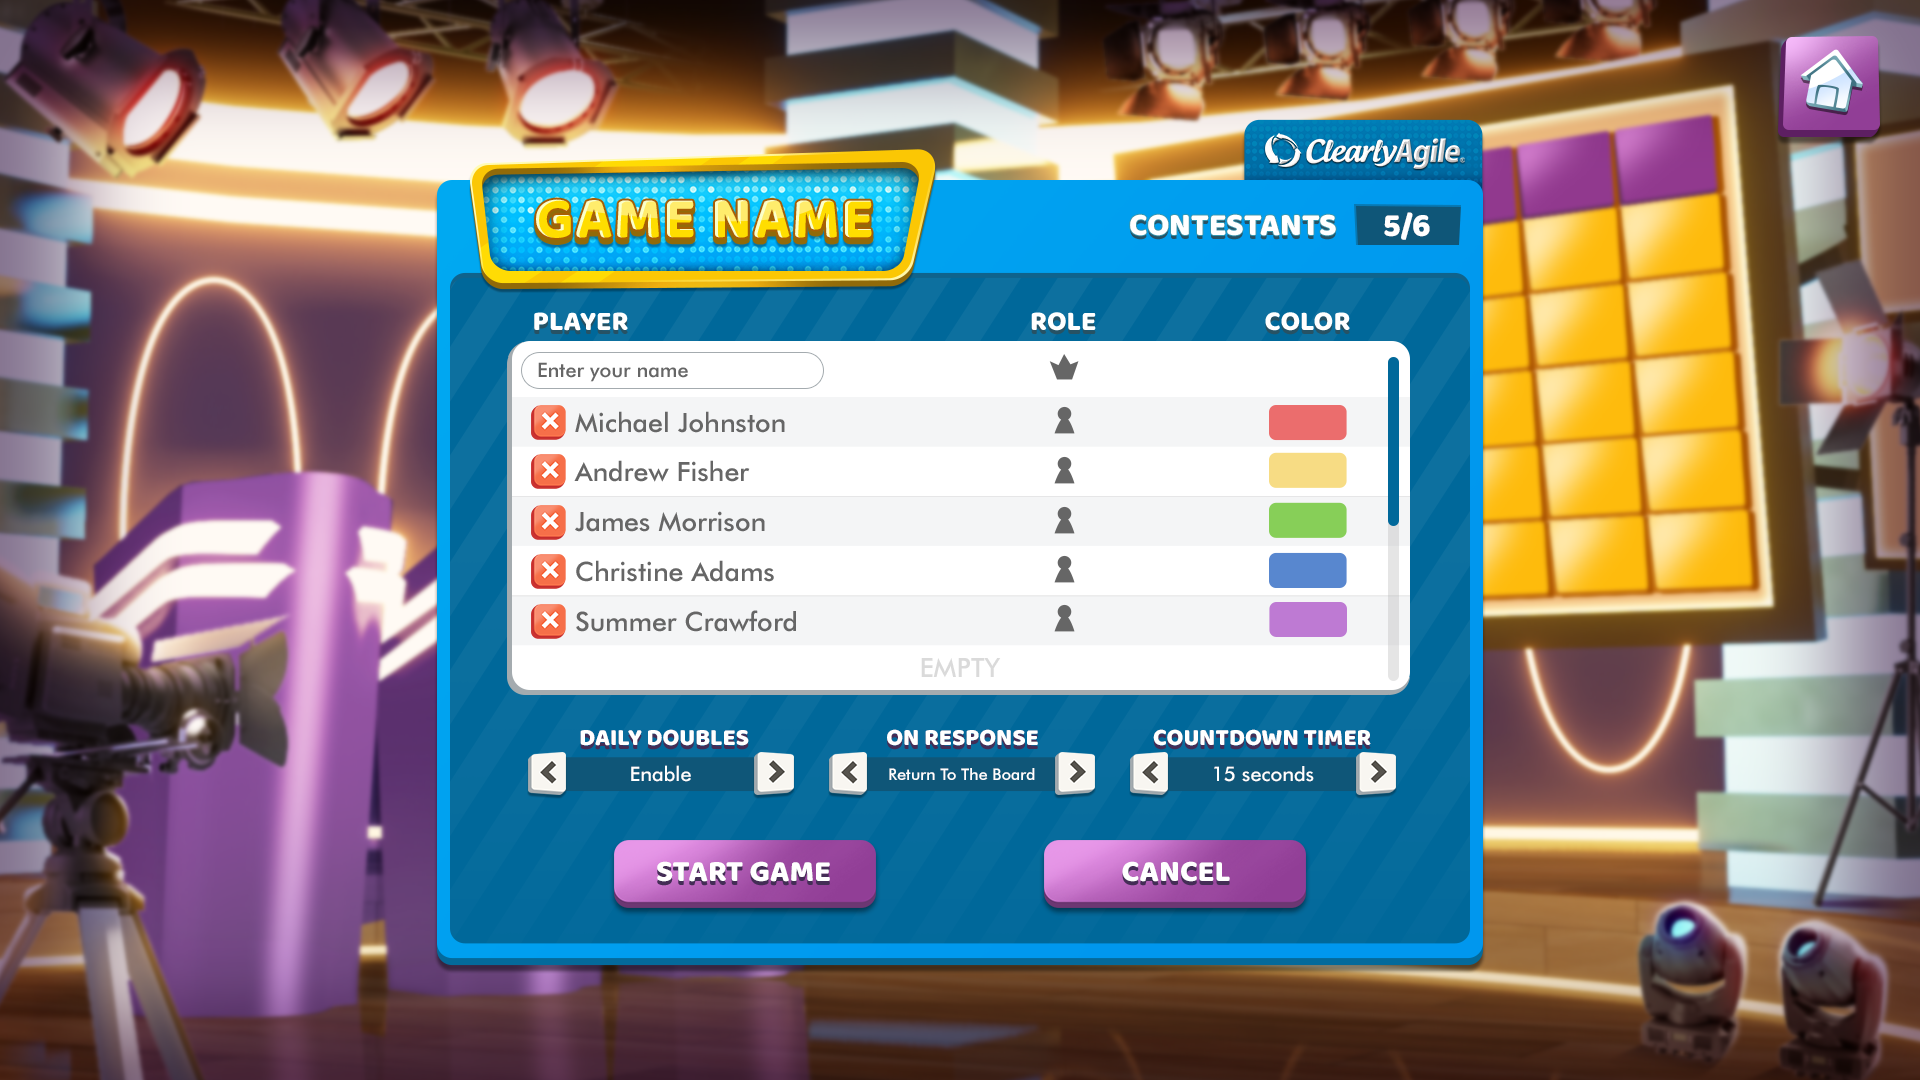 ClearlyAgile
GAME NAME
CONTESTANTS 5/6
PLAYER ROLE COLOR
Enter your name
Michael Johnston
Andrew Fisher
James Morrison
Christine Adams
Summer Crawford
EMPTY
DAILY DOUBLES ON RESPONSE COUNTDOWN TIMER
Enable Return To The Board 15 seconds
START GAME CANCEL